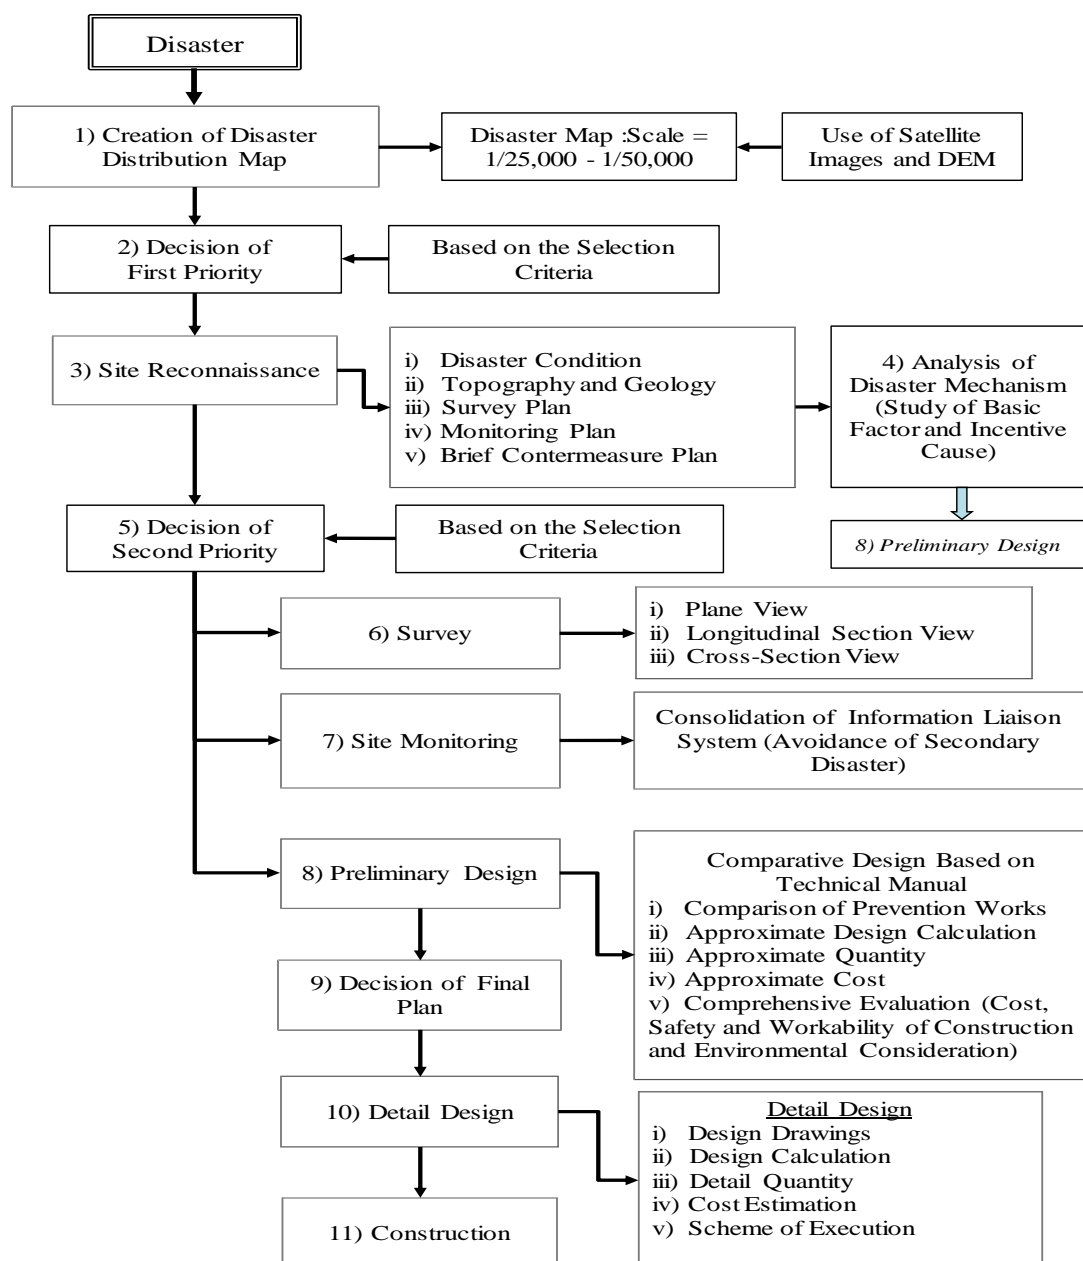 Disaster
1) Creation of Disaster
Distribution Map
Disaster Map :Scale =
1/25,000 - 1/50,000
Use of Satellite
Images and DEM
2) Decision of
First Priority
Based on the Selection
Criteria
3) Site Reconnaissance
i) Disaster Condition
ii) Topography and Geology
iii) Survey Plan
iv) Monitoring Plan
v) Brief Contermeasure Plan
4) Analysis of
Disaster Mechanism
(Study of Basic
Factor and Incentive
Cause)
8) Preliminary Design
5) Decision of
Second Priority
Based on the Selection
Criteria
6) Survey
i) Plane View
ii) Longitudinal Section View
iii) Cross-Section View
7) Site Monitoring
Consolidation of Information Liaison
System (Avoidance of Secondary
Disaster)
8) Preliminary Design
Comparative Design Based on
Technical Manual
i) Comparison of Prevention Works
ii) Approximate Design Calculation
iii) Approximate Quantity
iv) Approximate Cost
v) Comprehensive Evaluation (Cost,
Safety and Workability of Construction
and Environmental Consideration)
9) Decision of Final
Plan
10) Detail Design
Detail Design
i) Design Drawings
ii) Design Calculation
iii) Detail Quantity
iv) Cost Estimation
v) Scheme of Execution
11) Construction